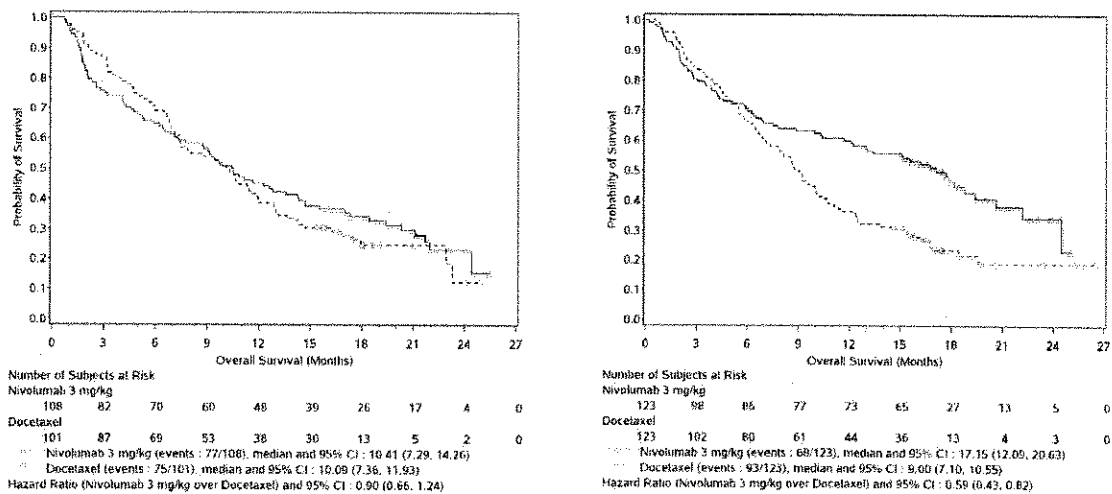 1.0
0.9
0.8
0.7
0.6
0.5
0.4
0.3
0.2
0.1
0.0
Probability of Survival
0 3 6 9 12 15 18 21 24 27
Overall Survival (Months)
Number of Subjects at Risk
Nivolumab 3 mg/kg
108 82 70 60 48 39 26 17 4 0
Docetaxel
101 87 69 53 38 30 13 5 2 0
Nivolumab 3 mg/kg (events : 77/108), median and 95% CI : 10.41 (7.29, 14.26)
Docetaxel (events : 75/101), median and 95% CI : 10.09 (7.36, 11.93)
Hazard Ratio (Nivolumab 3 mg/kg over Docetaxel) and 95% CI : 0.90 (0.66, 1.24)
1.0
0.9
0.8
0.7
0.6
0.5
0.4
0.3
0.2
0.1
0.0
Probability of Survival
0 3 6 9 12 15 18 21 24 27
Overall Survival (Months)
Number of Subjects at Risk
Nivolumab 3 mg/kg
123 98 86 77 73 65 27 13 5 0
Docetaxel
123 102 80 61 44 36 13 4 3 0
Nivolumab 3 mg/kg (events : 68/123), median and 95% CI : 17.15 (12.09, 20.63)
Docetaxel (events : 93/123), median and 95% CI : 9.00 (7.10, 10.55)
Hazard Ratio (Nivolumab 3 mg/kg over Docetaxel) and 95% CI : 0.59 (0.43, 0.82)